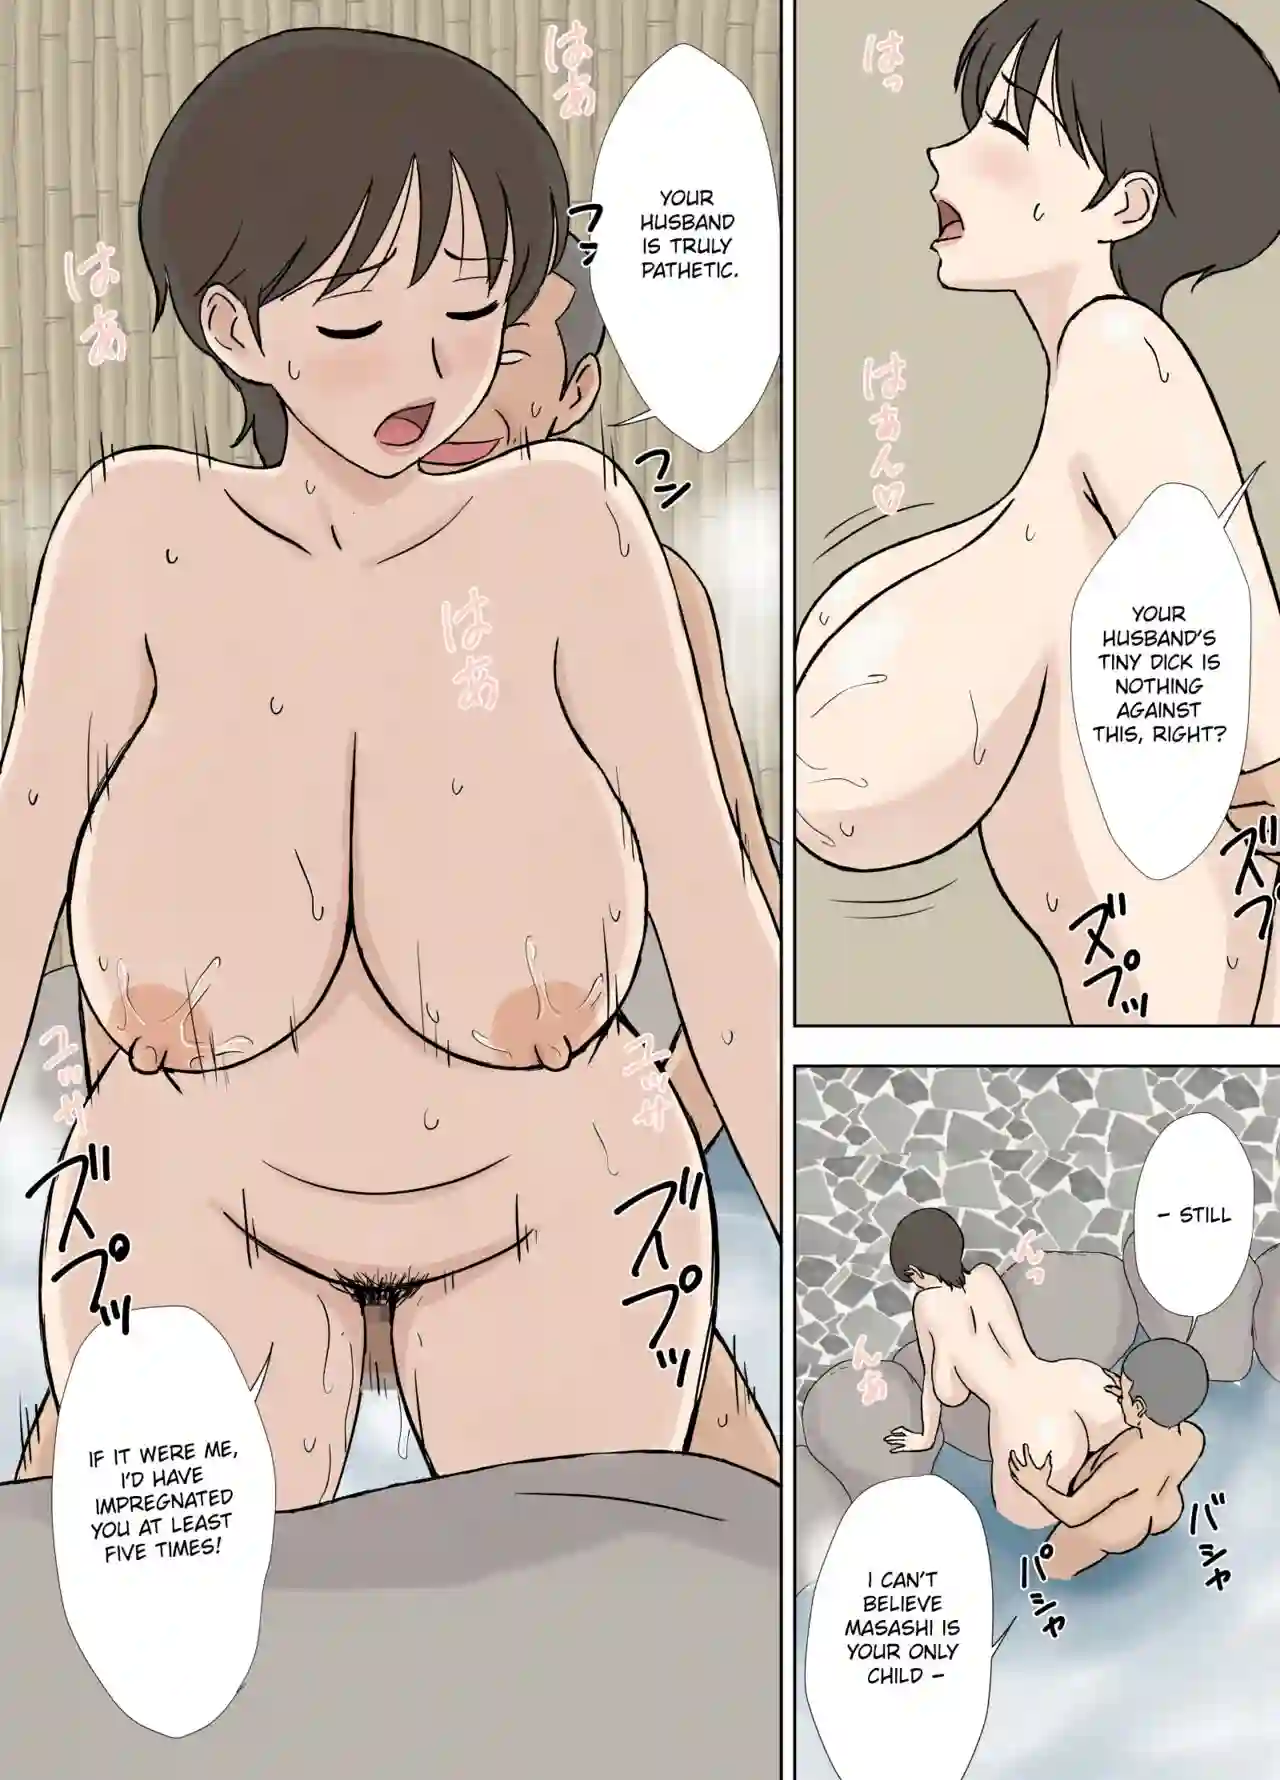 はっ
はぁん♡
YOUR
HUSBAND'S
TINY DICK IS
NOTHING
AGAINST
THIS, RIGHT?
ズプッ
ヌプッ
– STILL
んっ
んあ
I CAN'T
BELIEVE
MASASHI IS
YOUR ONLY
CHILD –
バシャ
パシャ
はあ
YOUR
HUSBAND
IS TRULY
PATHETIC.
フン
はあ
フン
はあ
ユッサ
ユッサ
ズプッ
ズプッ
IF IT WERE ME,
I'D HAVE
IMPREGNATED
YOU AT LEAST
FIVE TIMES!